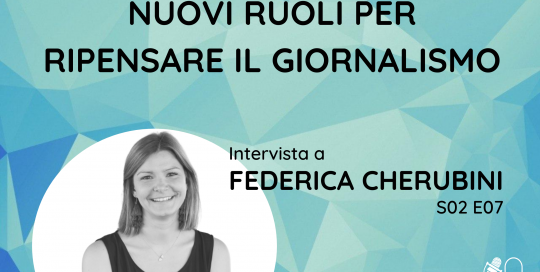 NUOVI RUOLI PER
RIPENSARE IL GIORNALISMO
Intervista a
FEDERICA CHERUBINI
S02 E07